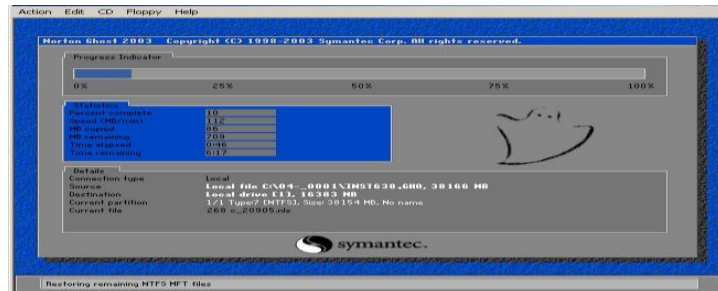 Action Edit CD Floppy Help
Norton Ghost 2003 Copyright (C) 1998-2003 Symantec Corp. All rights reserved.
Progress Indicator
0% 25% 50% 75% 100%
Statistics
Percent complete 10
Speed (MB/min) 112
MB copied 86
MB remaining 709
Time elapsed 0:46
Time remaining 6:17
Details
Connection type Local
Source Local file C:\04-_0001\INST638.GHO, 38166 MB
Destination Local drive [1], 16383 MB
Current partition 1/1 Type:7 [NTFS], Size: 38154 MB, No name
Current file 268 c_20905.nls
symantec.
Restoring remaining NTFS MFT files